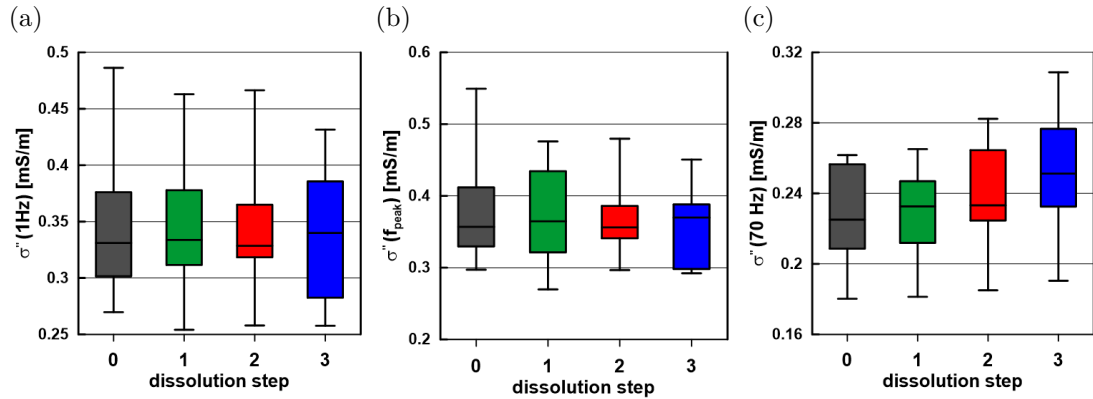 (a)
0.5
0.45
0.4
0.35
0.3
0.25
σ" (1Hz) [mS/m]
0 1 2 3
dissolution step
(b)
0.6
0.5
0.4
0.3
0.2
σ" (fpeak) [mS/m]
0 1 2 3
dissolution step
(c)
0.32
0.28
0.24
0.2
0.16
σ" (70 Hz) [mS/m]
0 1 2 3
dissolution step